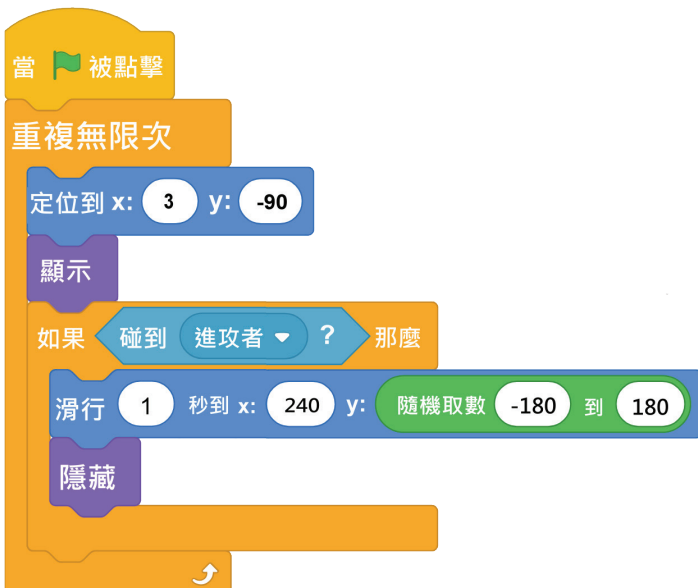 當 被點擊
重複無限次
定位到 x: 3 y: -90
顯示
如果 碰到 進攻者 ? 那麼
滑行 1 秒到 x: 240 y: 隨機取數 -180 到 180
隱藏